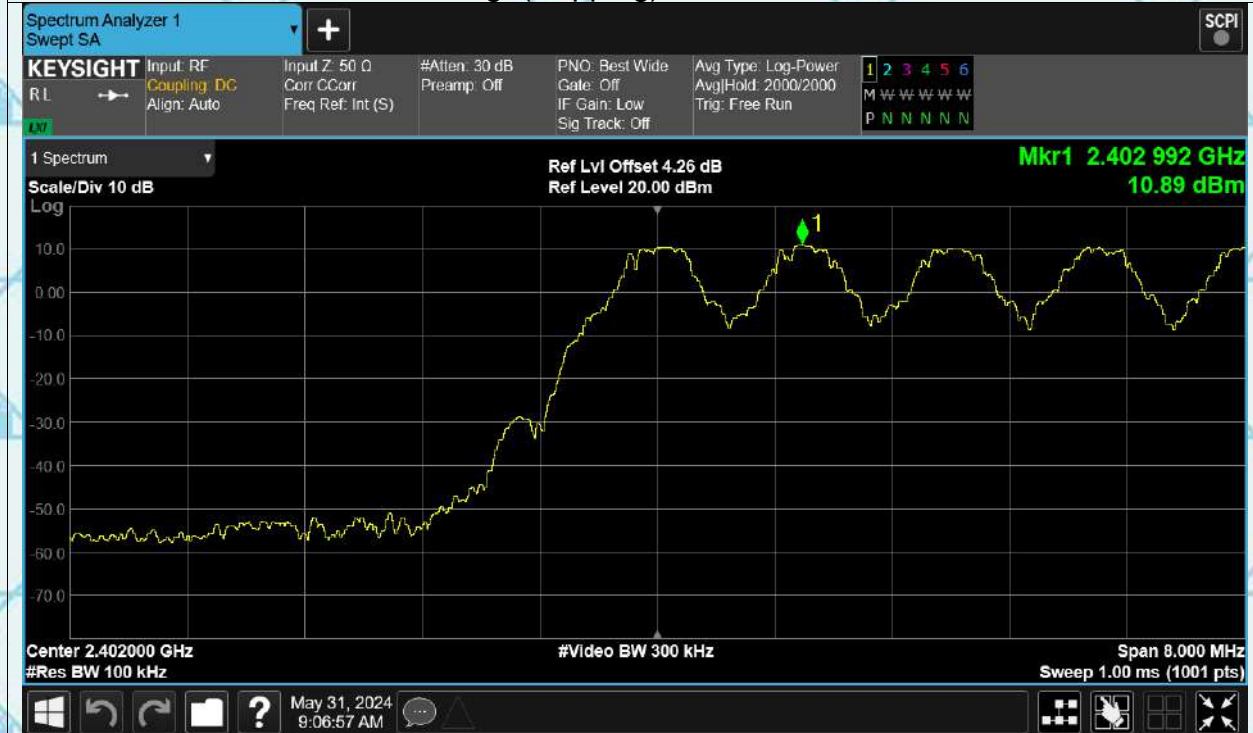 Spectrum Analyzer 1
Swept SA
+
SCPI
KEYSIGHT
RL
LXI
Input: RF
Coupling: DC
Align: Auto
Input Z: 50 Ω
Corr CCorr
Freq Ref: Int (S)
#Atten: 30 dB
Preamp: Off
PNO: Best Wide
Gate: Off
IF Gain: Low
Sig Track: Off
Avg Type: Log-Power
Avg|Hold: 2000/2000
Trig: Free Run
1 2 3 4 5 6
M W W W W W
P N N N N N
1 Spectrum
Scale/Div 10 dB
Log
Ref Lvl Offset 4.26 dB
Ref Level 20.00 dBm
Mkr1 2.402 992 GHz
10.89 dBm
1
10.0
0.00
-10.0
-20.0
-30.0
-40.0
-50.0
-60.0
-70.0
Center 2.402000 GHz
#Res BW 100 kHz
#Video BW 300 kHz
Span 8.000 MHz
Sweep 1.00 ms (1001 pts)
?
May 31, 2024
9:06:57 AM